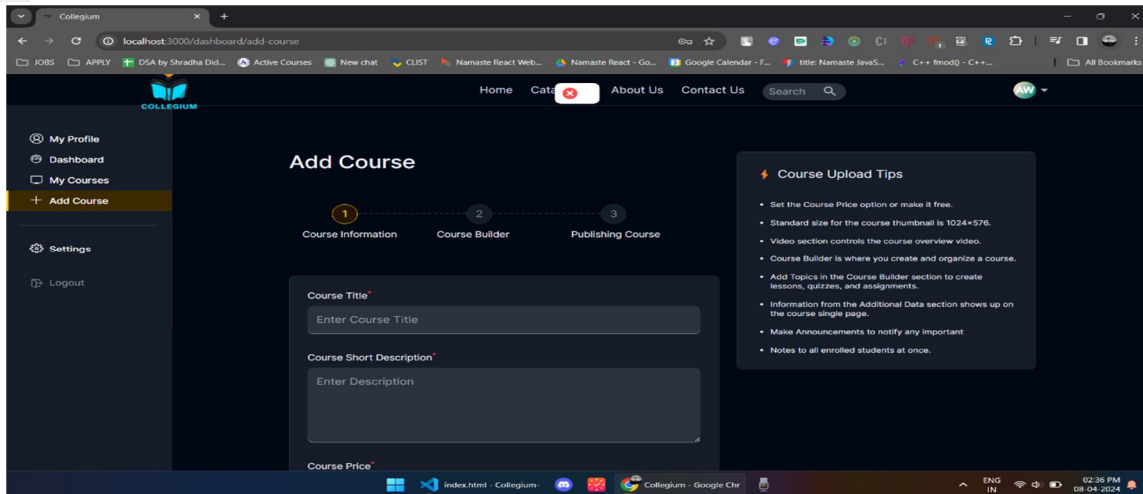 Collegium
localhost:3000/dashboard/add-course
JOBS APPLY DSA by Shradha Did... Active Courses New chat CLIST Namaste React Web... Namaste React - Go... Google Calendar - F... title: Namaste JavaS... C++ fmod() - C++... All Bookmarks
COLLEGIUM
Home Cata About Us Contact Us Search AW
My Profile
Dashboard
My Courses
Add Course
Settings
Logout
Add Course
1 2 3
Course Information Course Builder Publishing Course
Course Title*
Enter Course Title
Course Short Description*
Enter Description
Course Price*
Course Upload Tips
• Set the Course Price option or make it free.
• Standard size for the course thumbnail is 1024×576.
• Video section controls the course overview video.
• Course Builder is where you create and organize a course.
• Add Topics in the Course Builder section to create
lessons, quizzes, and assignments.
• Information from the Additional Data section shows up on
the course single page.
• Make Announcements to notify any important
• Notes to all enrolled students at once.
index.html - Collegium- Collegium - Google Chr
ENG
IN
02:36 PM
08-04-2024